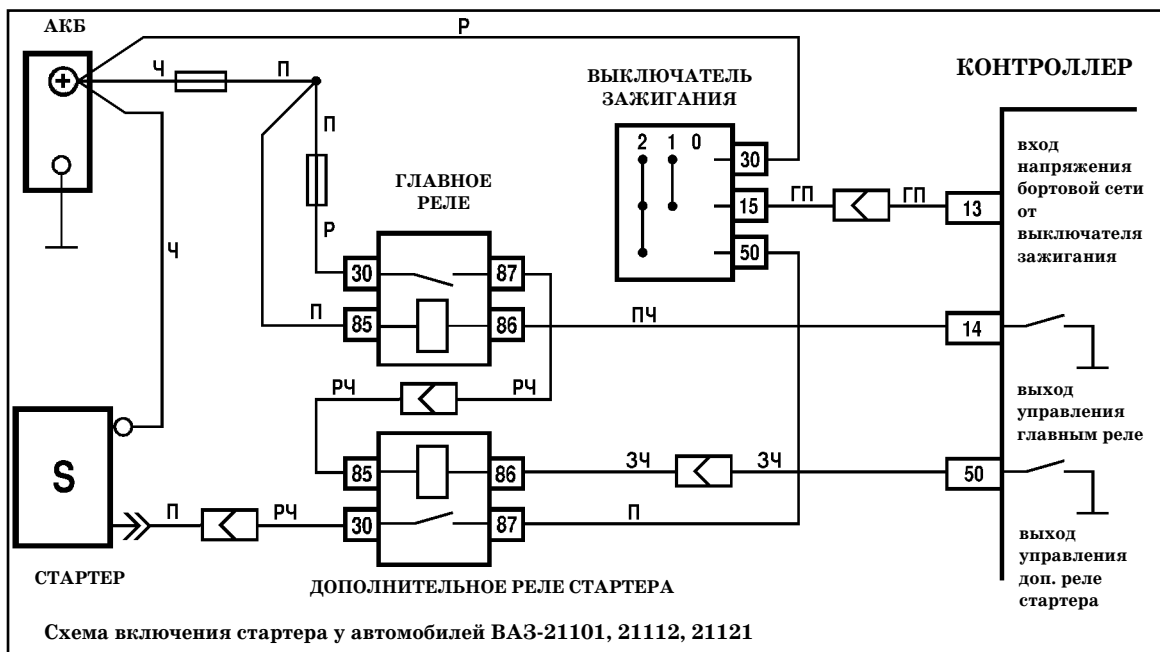 АКБ
Р
Ч
П
П
Ч
Р
ВЫКЛЮЧАТЕЛЬ
ЗАЖИГАНИЯ
2 1 0
30
15
50
ГП
ГП
КОНТРОЛЛЕР
13
вход
напряжения
бортовой сети
от
выключателя
зажигания
ГЛАВНОЕ
РЕЛЕ
30
87
П
85
86
ПЧ
14
выход
управления
главным реле
РЧ
РЧ
85
86
ЗЧ
ЗЧ
50
S
П
РЧ
30
87
П
выход
управления
доп. реле
стартера
СТАРТЕР
ДОПОЛНИТЕЛЬНОЕ РЕЛЕ СТАРТЕРА
Схема включения стартера у автомобилей ВАЗ-21101, 21112, 21121